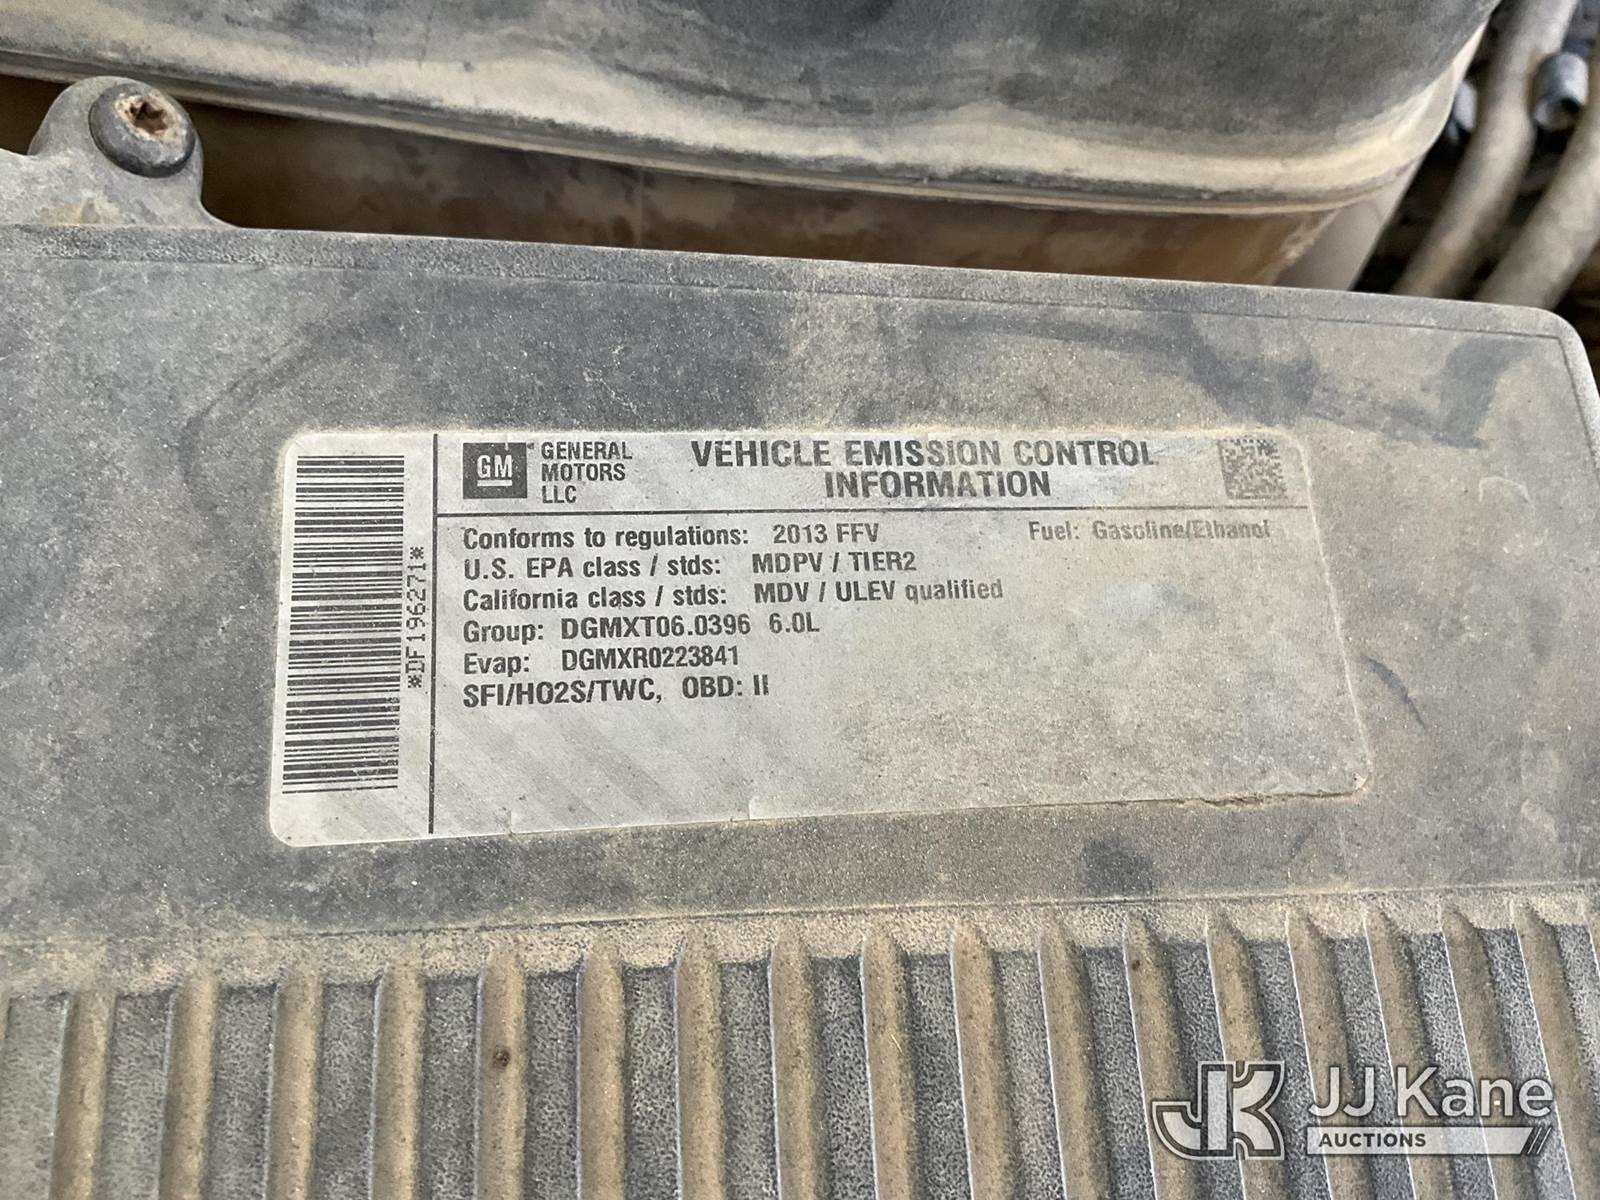 GM
GENERAL
MOTORS
LLC
VEHICLE EMISSION CONTROL
INFORMATION
Conforms to regulations: 2013 FFV Fuel: Gasoline/Ethanol
U.S. EPA class / stds: MDPV / TIER2
California class / stds: MDV / ULEV qualified
Group: DGMXT06.0396 6.0L
Evap: DGMXR0223841
SFI/HO2S/TWC, OBD: II
*DF196271*
JK JJ Kane
AUCTIONS